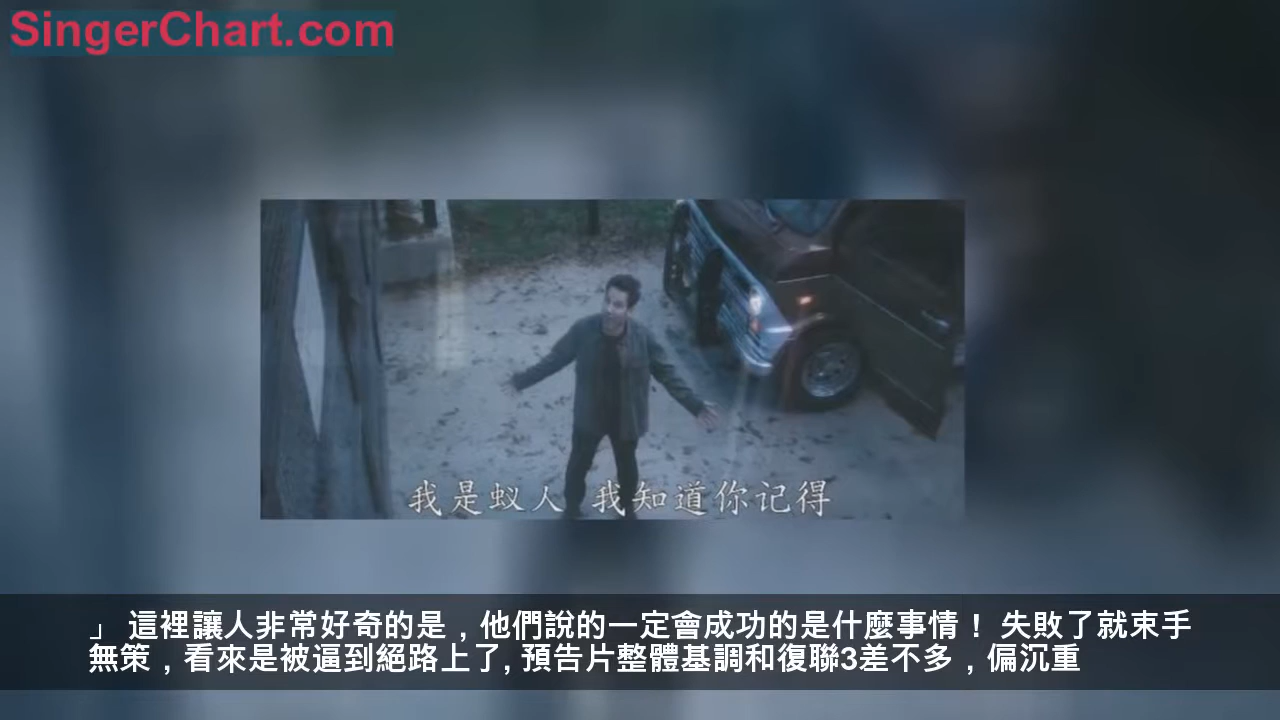 SingerChart.com
我是蚁人 我知道你记得
」 這裡讓人非常好奇的是，他們說的一定會成功的是什麼事情！ 失敗了就束手
無策，看來是被逼到絕路上了, 預告片整體基調和復聯3差不多，偏沉重